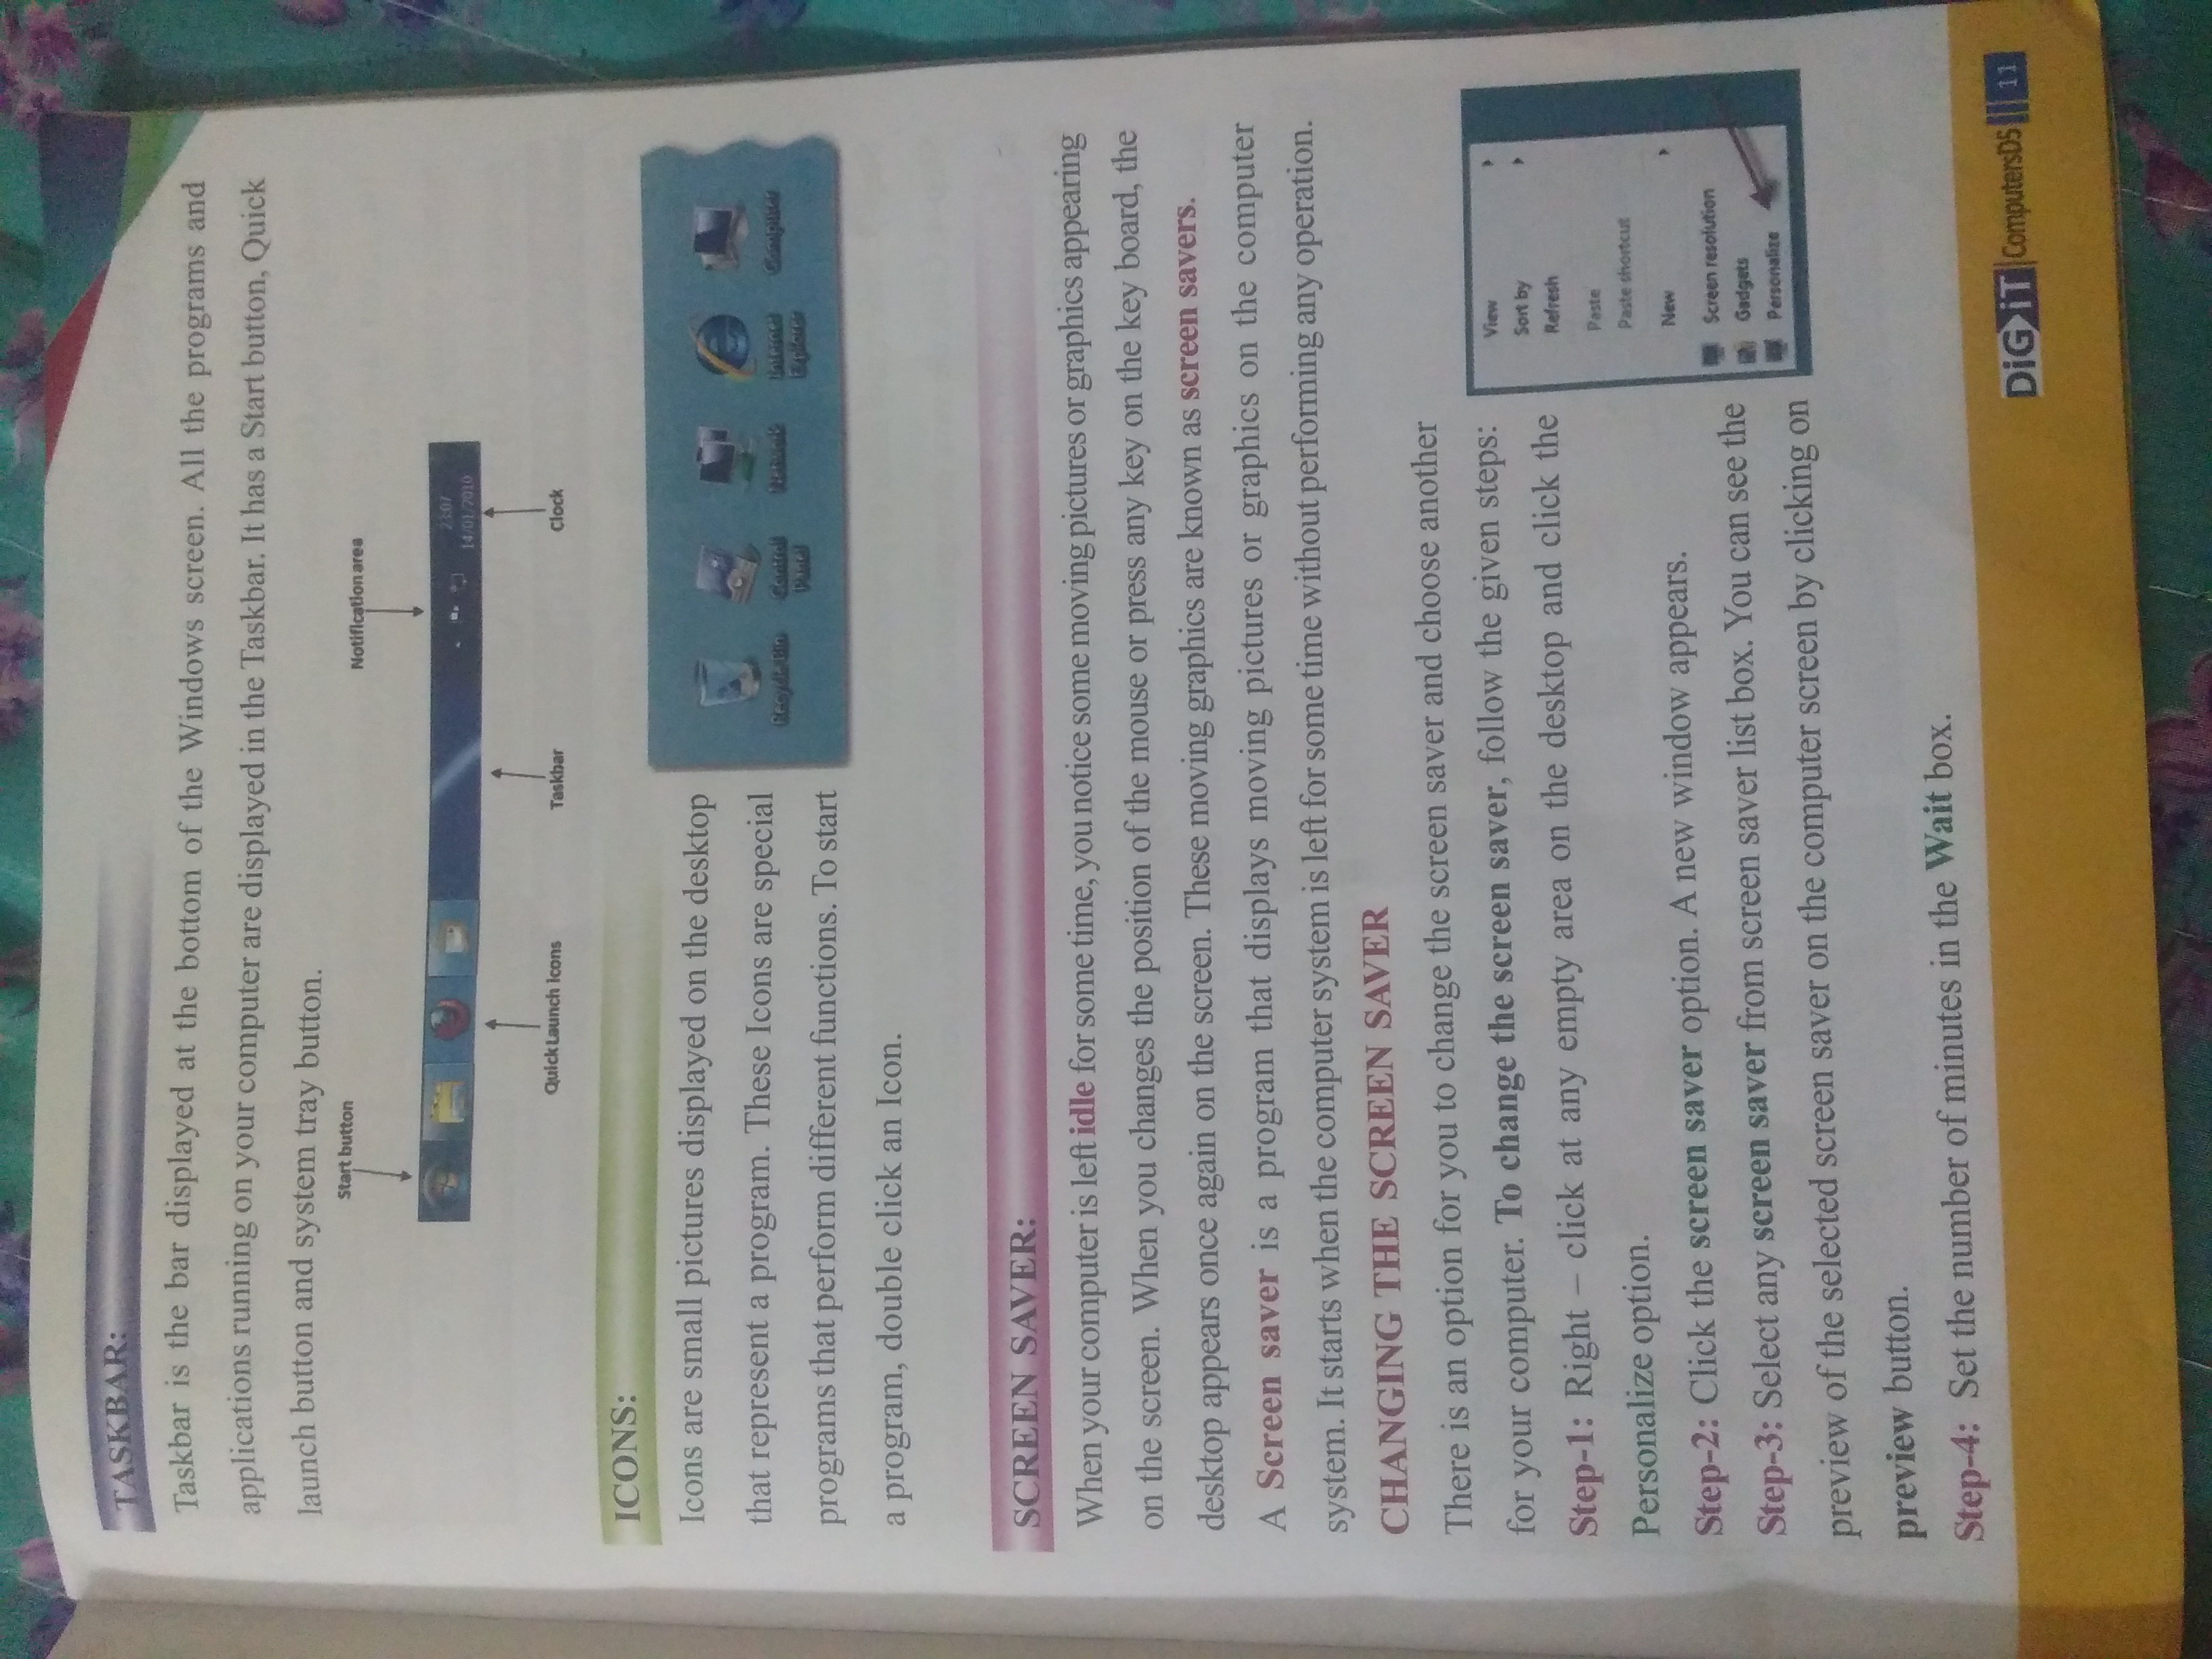 TASKBAR:
Taskbar is the bar displayed at the bottom of the Windows screen. All the programs and
applications running on your computer are displayed in the Taskbar. It has a Start button, Quick
launch button and system tray button.
Start button
Notification area
23:07
14/01/2010
Quick Launch icons
Taskbar
Clock
ICONS:
Icons are small pictures displayed on the desktop
that represent a program. These Icons are special
programs that perform different functions. To start
a program, double click an Icon.
Recycle Bin
Control
Panel
Network
Internet
Explorer
Computer
SCREEN SAVER:
When your computer is left idle for some time, you notice some moving pictures or graphics appearing
on the screen. When you changes the position of the mouse or press any key on the key board, the
desktop appears once again on the screen. These moving graphics are known as screen savers.
A Screen saver is a program that displays moving pictures or graphics on the computer
system. It starts when the computer system is left for some time without performing any operation.
CHANGING THE SCREEN SAVER
There is an option for you to change the screen saver and choose another
for your computer. To change the screen saver, follow the given steps:
Step-1: Right – click at any empty area on the desktop and click the
Personalize option.
Step-2: Click the screen saver option. A new window appears.
Step-3: Select any screen saver from screen saver list box. You can see the
preview of the selected screen saver on the computer screen by clicking on
preview button.
Step-4: Set the number of minutes in the Wait box.
View
Sort by
Refresh
Paste
Paste shortcut
New
Screen resolution
Gadgets
Personalize
DiGiT ComputersD5 11